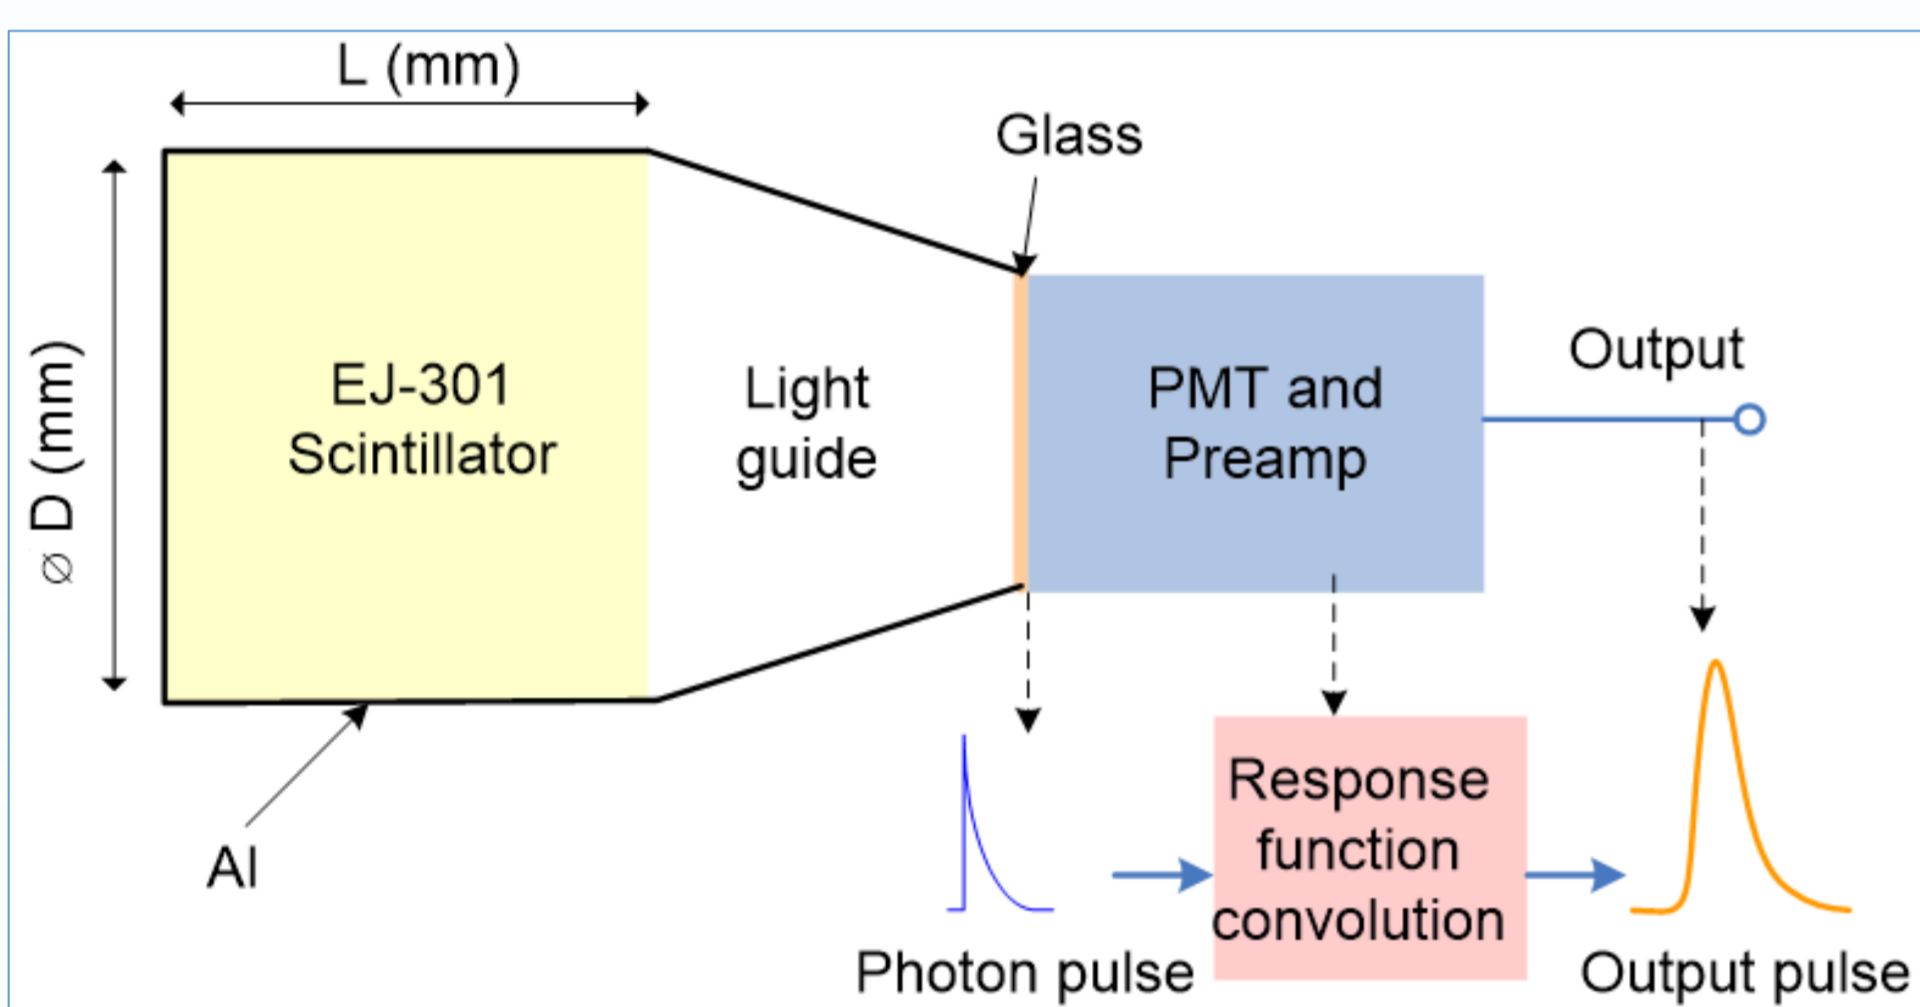 L (mm)
Glass
ø D (mm)
EJ-301
Scintillator
Light
guide
PMT and
Preamp
Output
Al
Response
function
convolution
Photon pulse
Output pulse